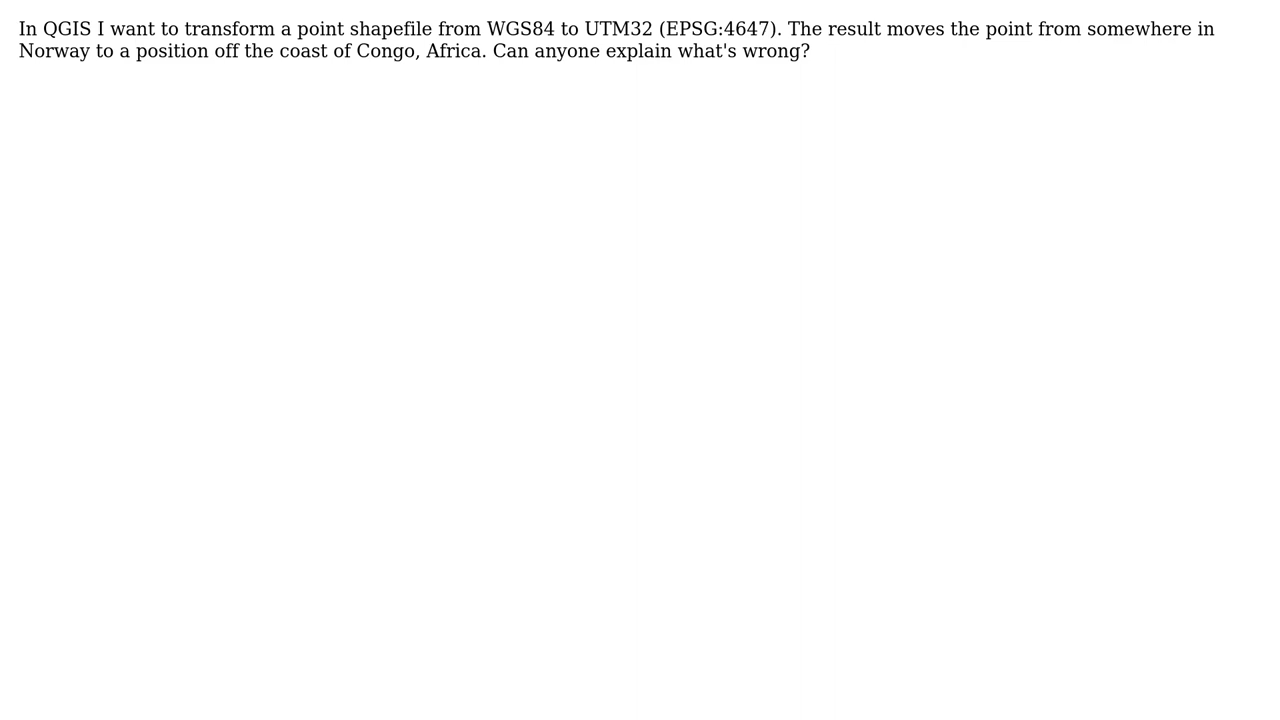 In QGIS I want to transform a point shapefile from WGS84 to UTM32 (EPSG:4647). The result moves the point from somewhere in
Norway to a position off the coast of Congo, Africa. Can anyone explain what's wrong?